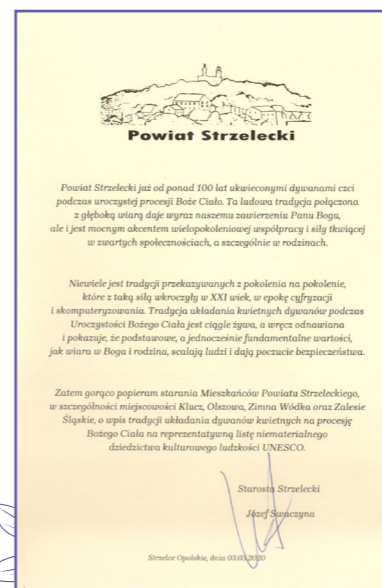 Powiat Strzelecki
Powiat Strzelecki już od ponad 100 lat ukwieconymi dywanami czci
podczas uroczystej procesji Boże Ciało. Ta ludowa tradycja połączona
z głęboką wiarą daje wyraz naszemu zawierzeniu Panu Bogu,
ale i jest mocnym akcentem wielopokoleniowej współpracy i siły tkwiącej
w zwartych społecznościach, a szczególnie w rodzinach.
Niewiele jest tradycji przekazywanych z pokolenia na pokolenie,
które z taką siłą wkroczyły w XXI wiek, w epokę cyfryzacji
i skomputeryzowania. Tradycja układania kwietnych dywanów podczas
Uroczystości Bożego Ciała jest ciągle żywa, a wręcz odnawiana
i pokazuje, że podstawowe, a jednocześnie fundamentalne wartości,
jak wiara w Boga i rodzina, scalają ludzi i dają poczucie bezpieczeństwa.
Zatem gorąco popieram starania Mieszkańców Powiatu Strzeleckiego,
w szczególności miejscowości Klucz, Olszowa, Zimna Wódka oraz Zalesie
Śląskie, o wpis tradycji układania dywanów kwietnych na procesję
Bożego Ciała na reprezentatywną listę niematerialnego
dziedzictwa kulturowego ludzkości UNESCO.
Starosta Strzelecki
Józef Swaczyna
Strzelce Opolskie, dnia 03.03.2020